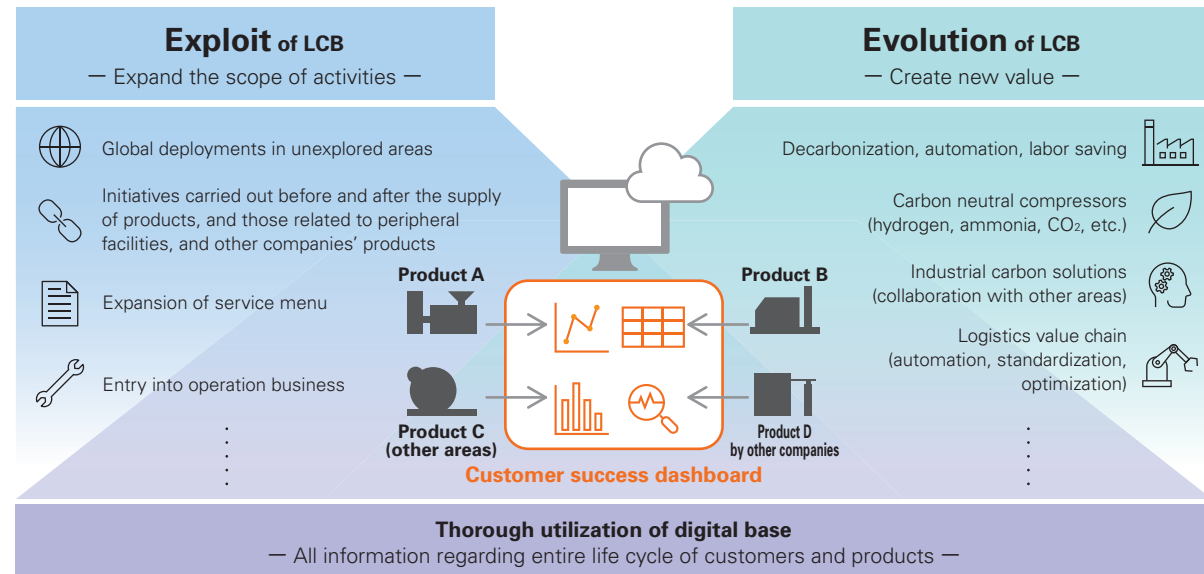 Exploit of LCB
— Expand the scope of activities —
Global deployments in unexplored areas
Initiatives carried out before and after the supply
of products, and those related to peripheral
facilities, and other companies’ products
Expansion of service menu
Entry into operation business
Evolution of LCB
— Create new value —
Decarbonization, automation, labor saving
Carbon neutral compressors
(hydrogen, ammonia, CO₂, etc.)
Industrial carbon solutions
(collaboration with other areas)
Logistics value chain
(automation, standardization,
optimization)
Product A
Product B
Product C
(other areas)
Product D
by other companies
Customer success dashboard
Thorough utilization of digital base
— All information regarding entire life cycle of customers and products —